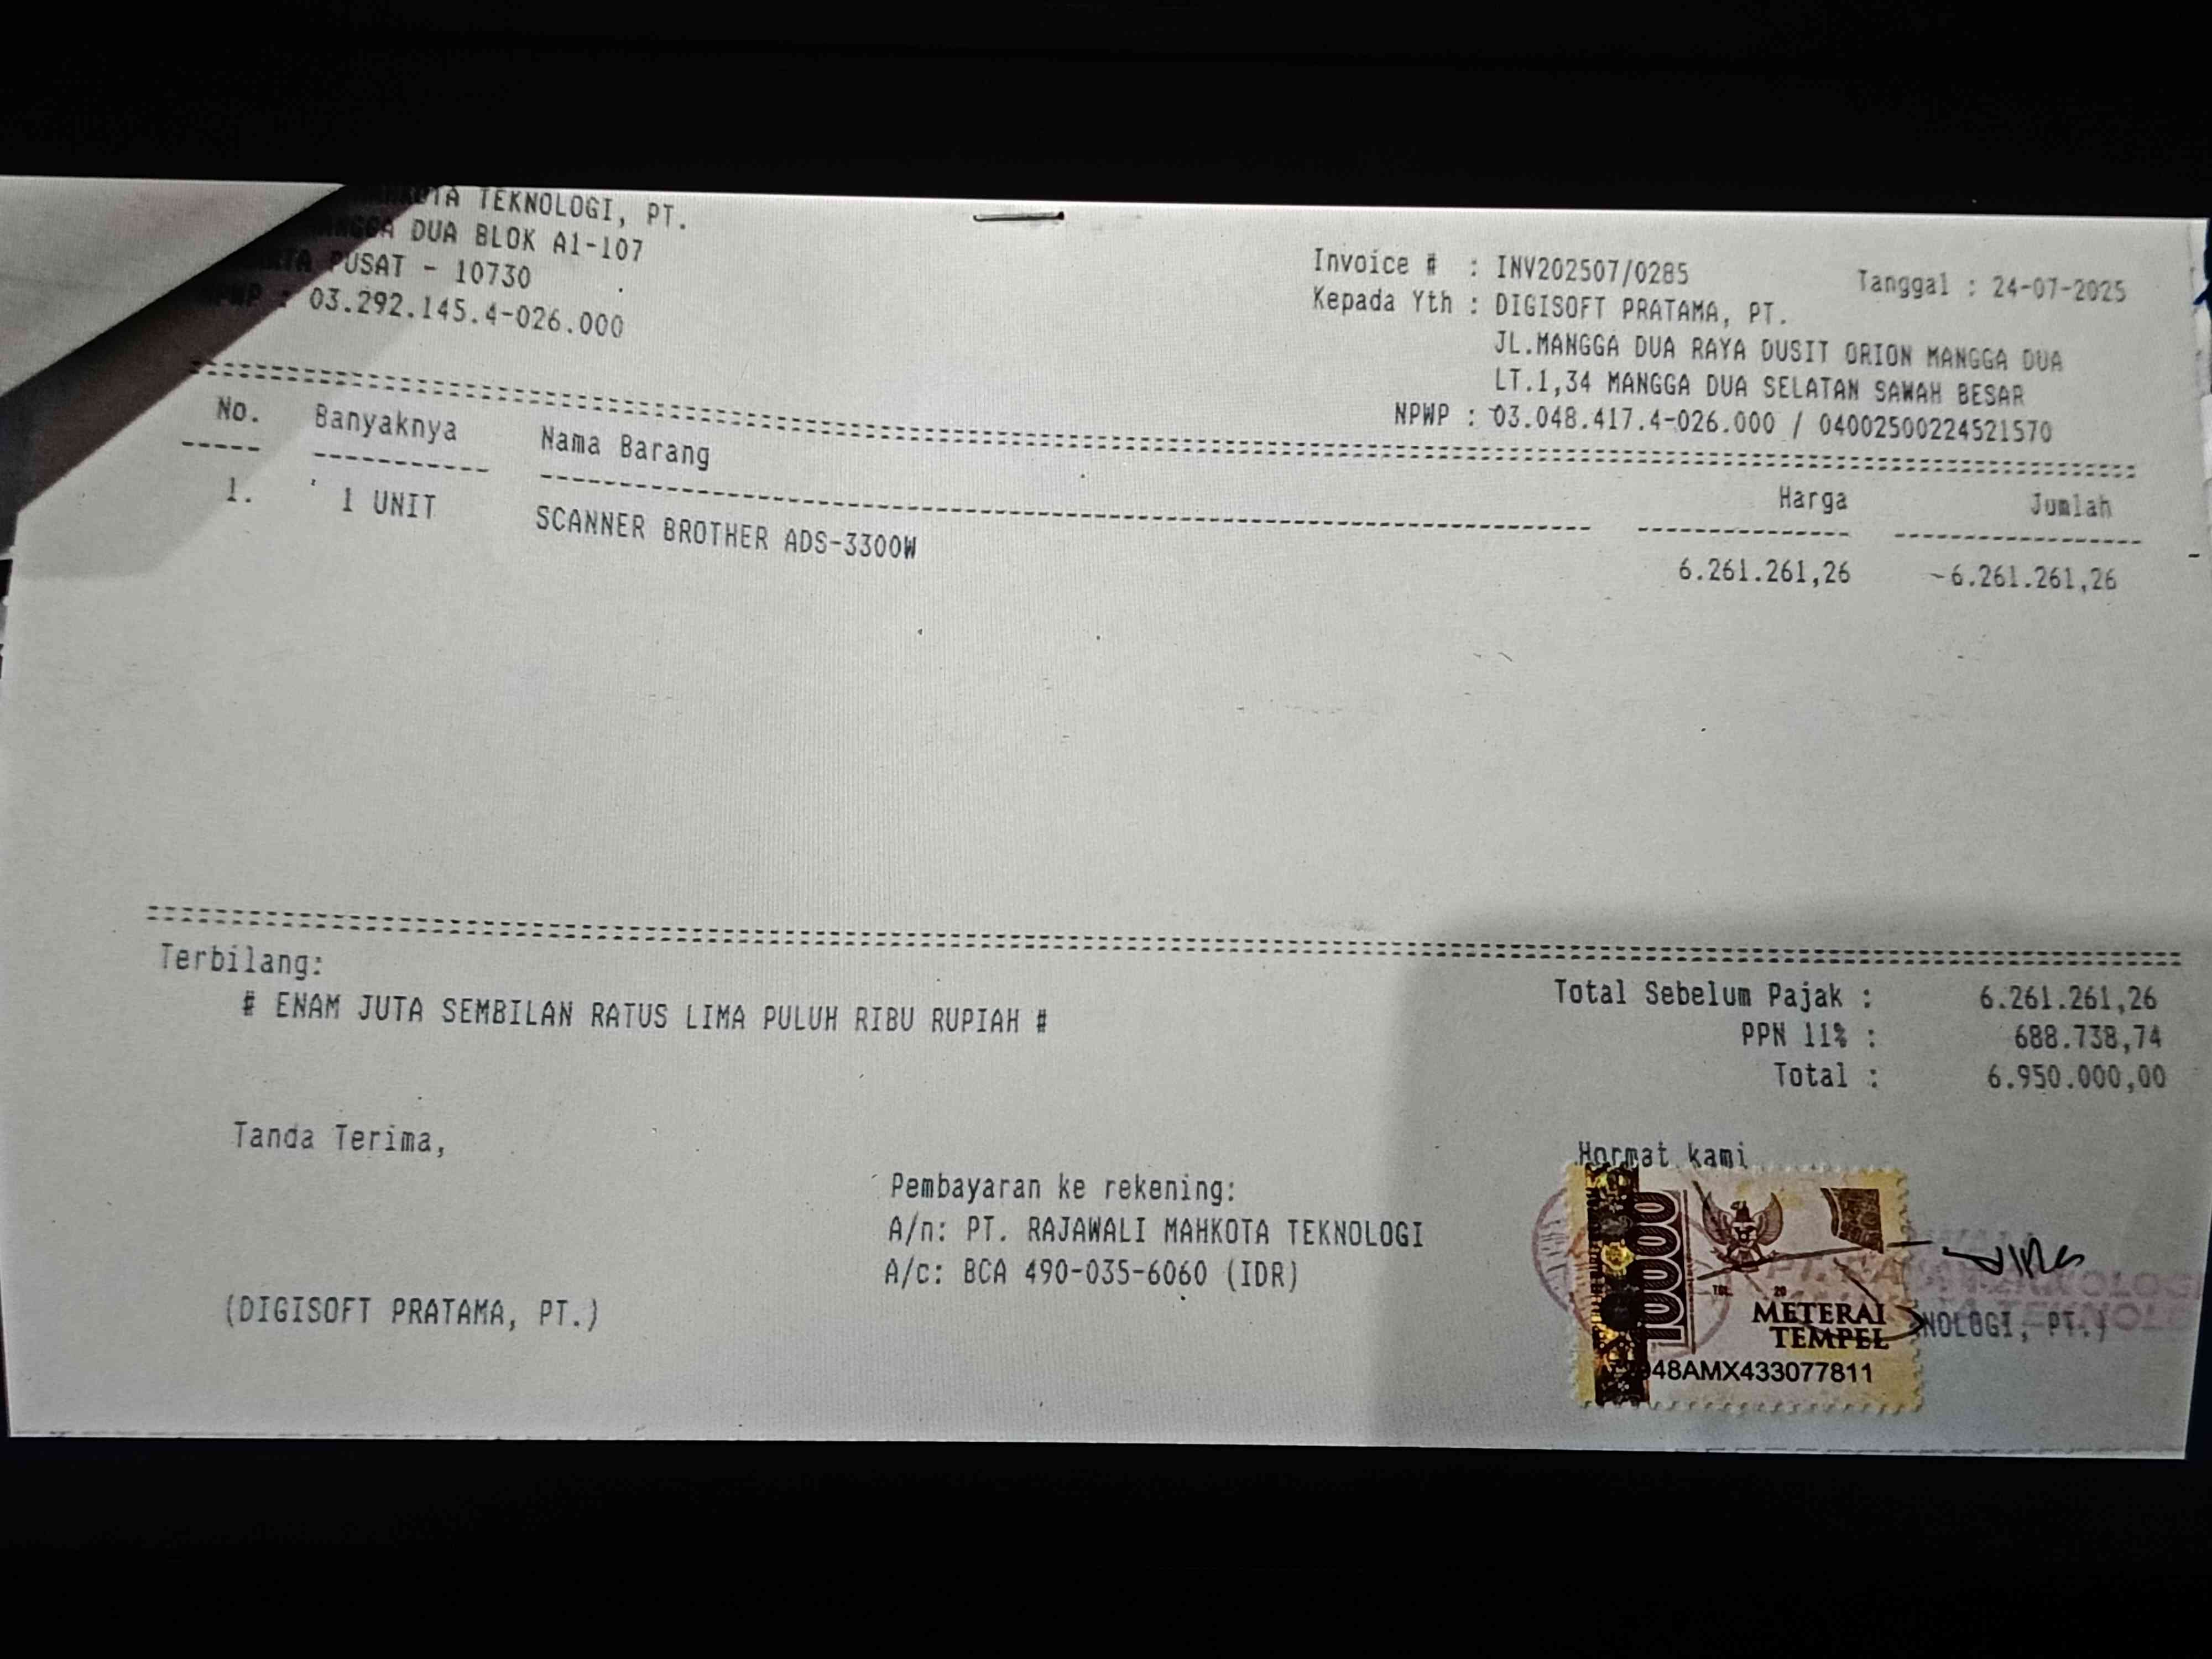 TEKNOLOGI, PT.
DUA BLOK A1-107
PUSAT - 10730
NPWP : 03.292.145.4-026.000
Invoice # : INV202507/0285
Tanggal : 24-07-2025
Kepada Yth : DIGISOFT PRATAMA, PT.
JL.MANGGA DUA RAYA DUSIT ORION MANGGA DUA
LT.1,34 MANGGA DUA SELATAN SAWAH BESAR
NPWP : 03.048.417.4-026.000 / 04002500224521570
No. Banyaknya Nama Barang Harga Jumlah
1. 1 UNIT SCANNER BROTHER ADS-3300W 6.261.261,26 6.261.261,26
Terbilang:
# ENAM JUTA SEMBILAN RATUS LIMA PULUH RIBU RUPIAH #
Total Sebelum Pajak : 6.261.261,26
PPN 11% : 688.738,74
Total : 6.950.000,00
Tanda Terima,
(DIGISOFT PRATAMA, PT.)
Pembayaran ke rekening:
A/n: PT. RAJAWALI MAHKOTA TEKNOLOGI
A/c: BCA 490-035-6060 (IDR)
Hormat kami
10000
TGL. 20
METERAI
TEMPEL
48AMX433077811
NOLOGI, PT.)